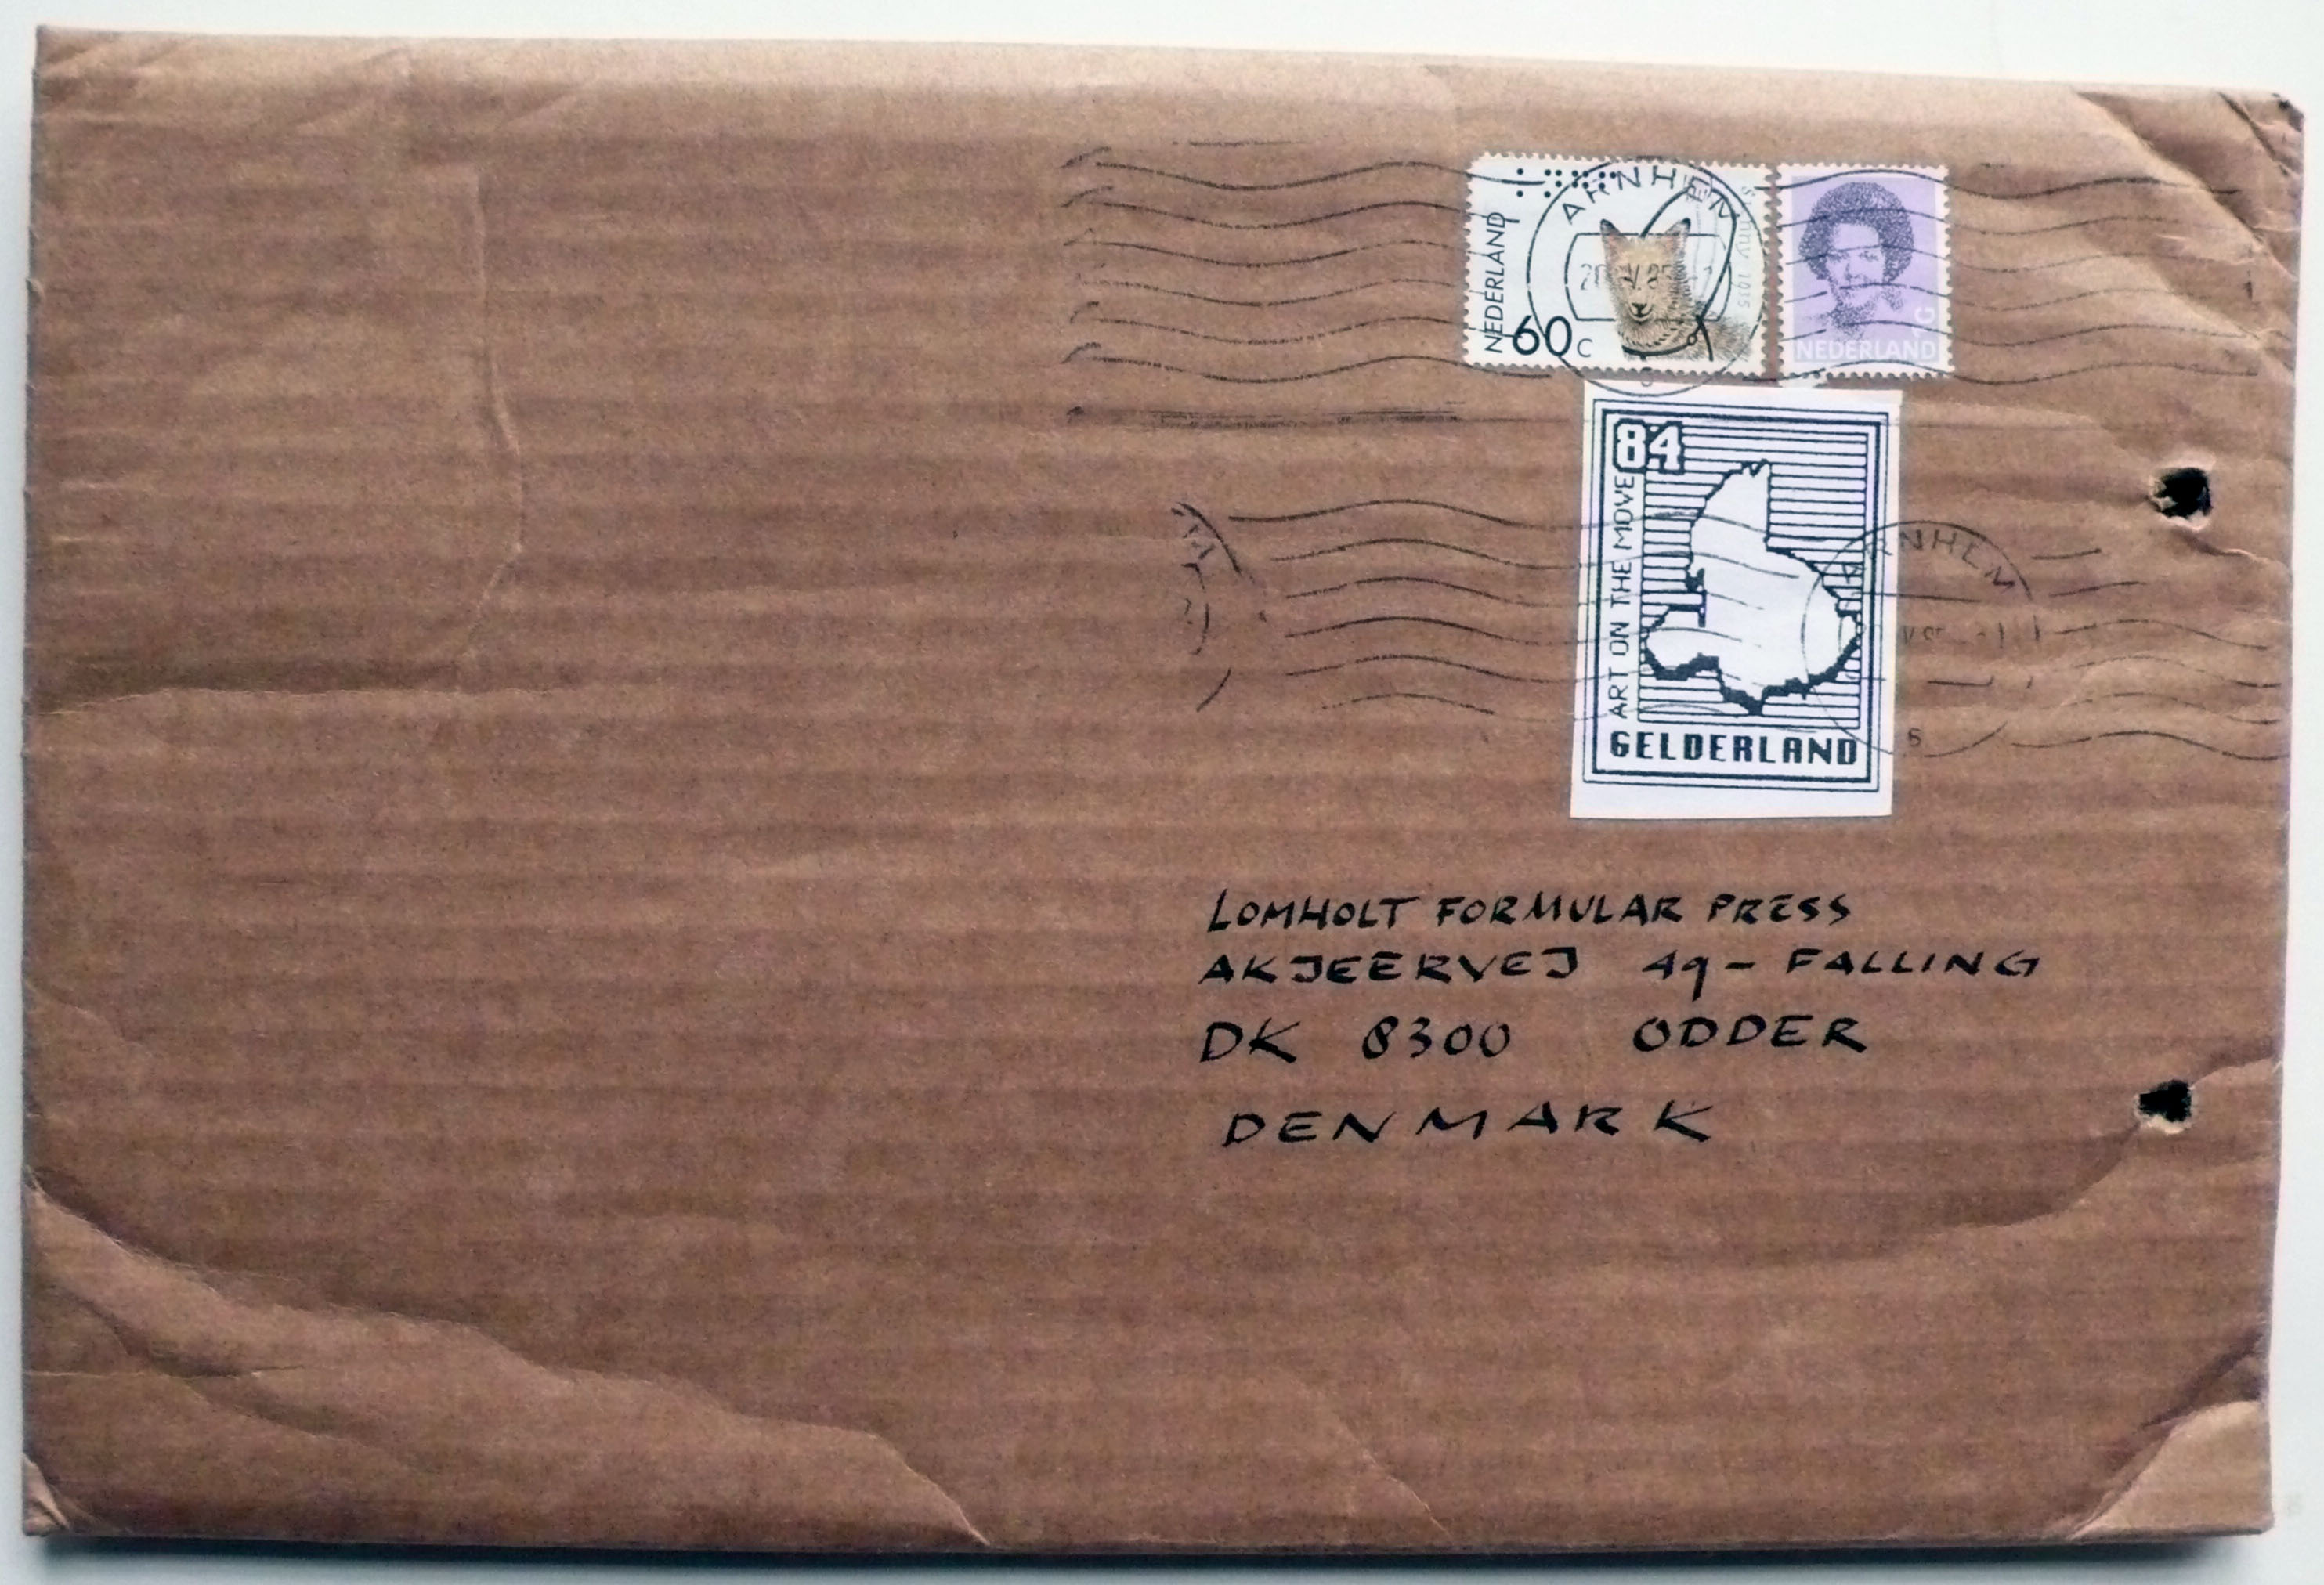 ARNHEM
NEDERLAND
60c
NEDERLAND
84
ART ON THE MOVE
GELDERLAND
ARNHEM
S
LOMHOLT FORMULAR PRESS
AKJEERVEJ 49 - FALLING
DK 8300 ODDER
DENMARK